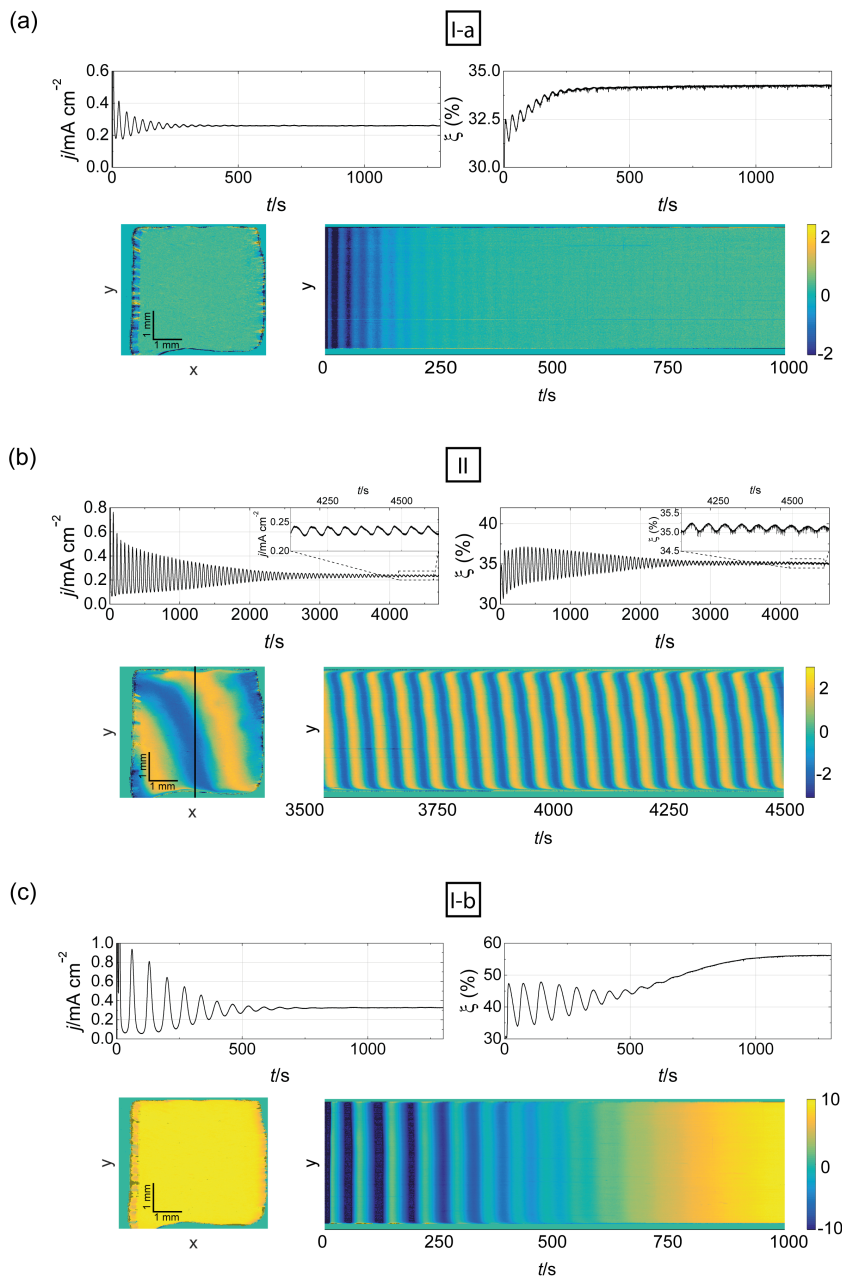 (a)
I-a
0.6
0.4
0.2
0.0
j/mA cm⁻²
0 500 1000
t/s
35.0
32.5
30.0
ξ (%)
0 500 1000
t/s
y
1 mm
1 mm
x
y
0 250 500 750 1000
t/s
2
0
-2
(b)
II
0.8
0.6
0.4
0.2
0.0
j/mA cm⁻²
t/s
4250 4500
0.25
0.20
j/mA cm⁻²
0 1000 2000 3000 4000
t/s
40
35
30
ξ (%)
t/s
4250 4500
35.5
35.0
34.5
ξ (%)
0 1000 2000 3000 4000
t/s
y
1 mm
1 mm
x
y
3500 3750 4000 4250 4500
t/s
2
0
-2
(c)
I-b
1.0
0.8
0.6
0.4
0.2
0.0
j/mA cm⁻²
0 500 1000
t/s
60
50
40
30
ξ (%)
0 500 1000
t/s
y
1 mm
1 mm
x
y
0 250 500 750 1000
t/s
10
0
-10